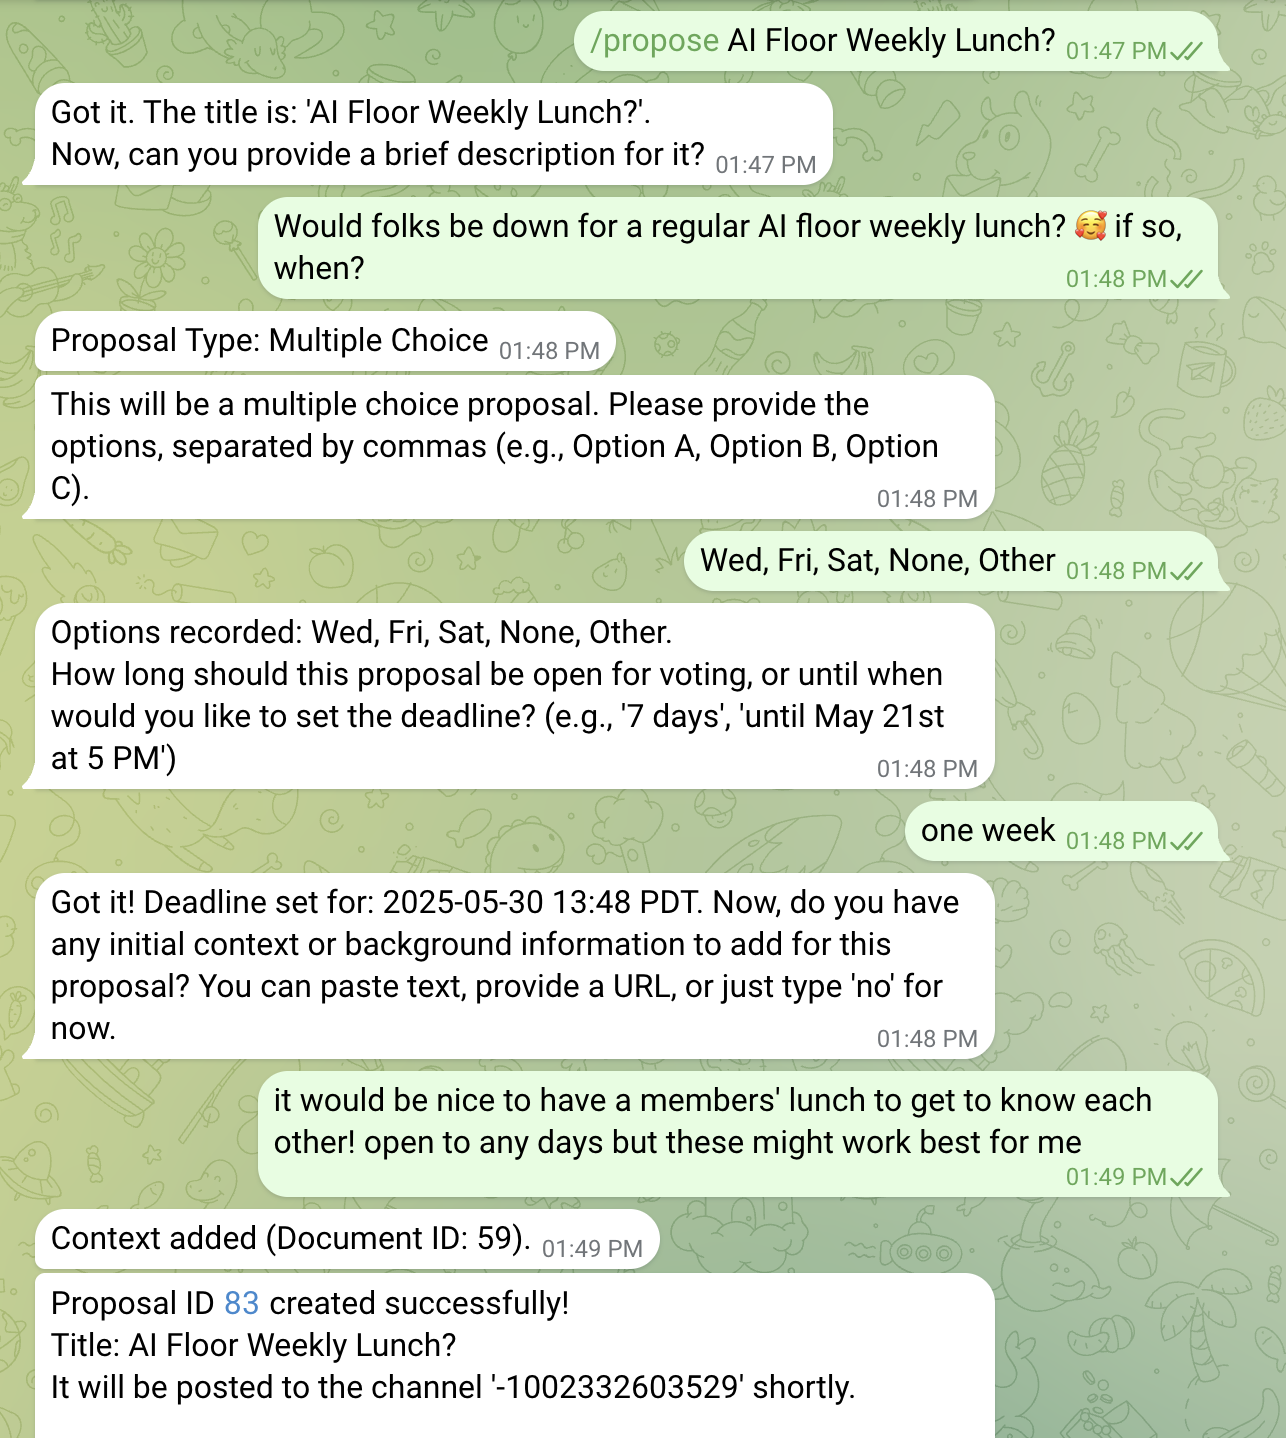 /propose AI Floor Weekly Lunch? 01:47 PM
Got it. The title is: 'AI Floor Weekly Lunch?'.
Now, can you provide a brief description for it? 01:47 PM
Would folks be down for a regular AI floor weekly lunch? 🥰 if so,
when? 01:48 PM
Proposal Type: Multiple Choice 01:48 PM
This will be a multiple choice proposal. Please provide the
options, separated by commas (e.g., Option A, Option B, Option
C). 01:48 PM
Wed, Fri, Sat, None, Other 01:48 PM
Options recorded: Wed, Fri, Sat, None, Other.
How long should this proposal be open for voting, or until when
would you like to set the deadline? (e.g., '7 days', 'until May 21st
at 5 PM') 01:48 PM
one week 01:48 PM
Got it! Deadline set for: 2025-05-30 13:48 PDT. Now, do you have
any initial context or background information to add for this
proposal? You can paste text, provide a URL, or just type 'no' for
now. 01:48 PM
it would be nice to have a members' lunch to get to know each
other! open to any days but these might work best for me
01:49 PM
Context added (Document ID: 59). 01:49 PM
Proposal ID 83 created successfully!
Title: AI Floor Weekly Lunch?
It will be posted to the channel '-1002332603529' shortly.